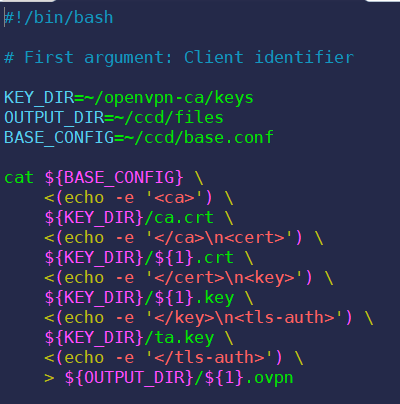 #!/bin/bash
# First argument: Client identifier
KEY_DIR=~/openvpn-ca/keys
OUTPUT_DIR=~/ccd/files
BASE_CONFIG=~/ccd/base.conf
cat ${BASE_CONFIG} \
    <(echo -e '<ca>') \
    ${KEY_DIR}/ca.crt \
    <(echo -e '</ca>\n<cert>') \
    ${KEY_DIR}/${1}.crt \
    <(echo -e '</cert>\n<key>') \
    ${KEY_DIR}/${1}.key \
    <(echo -e '</key>\n<tls-auth>') \
    ${KEY_DIR}/ta.key \
    <(echo -e '</tls-auth>') \
    > ${OUTPUT_DIR}/${1}.ovpn